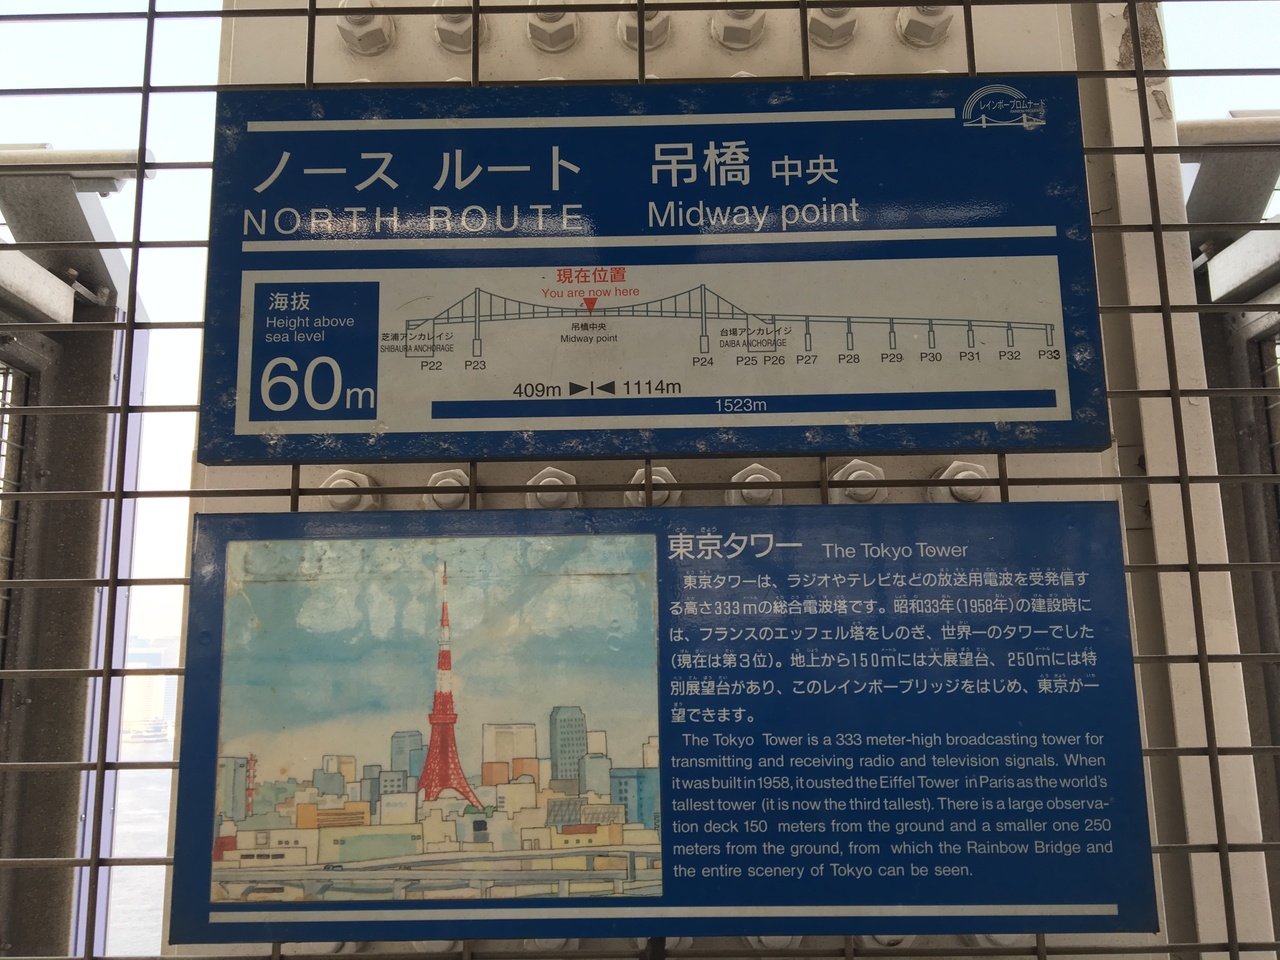 レインボープロムナード
ノース ルート 吊橋 中央
NORTH ROUTE Midway point
現在位置
You are now here
海抜
Height above
sea level
60m
芝浦アンカレイジ
SHIBAURA ANCHORAGE
吊橋中央
Midway point
台場アンカレイジ
DAIBA ANCHORAGE
P22 P23 P24 P25 P26 P27 P28 P29 P30 P31 P32 P33
409m 1114m
1523m
東京タワー The Tokyo Tower
東京タワーは、ラジオやテレビなどの放送用電波を受発信す
る高さ333mの総合電波塔です。昭和33年(1958年)の建設時に
は、フランスのエッフェル塔をしのぎ、世界一のタワーでした
(現在は第3位)。地上から150mには大展望台、250mには特
別展望台があり、このレインボーブリッジをはじめ、東京が一
望できます。
The Tokyo Tower is a 333 meter-high broadcasting tower for
transmitting and receiving radio and television signals. When
it was built in 1958, it ousted the Eiffel Tower in Paris as the world's
tallest tower (it is now the third tallest). There is a large observa-
tion deck 150 meters from the ground and a smaller one 250
meters from the ground, from which the Rainbow Bridge and
the entire scenery of Tokyo can be seen.